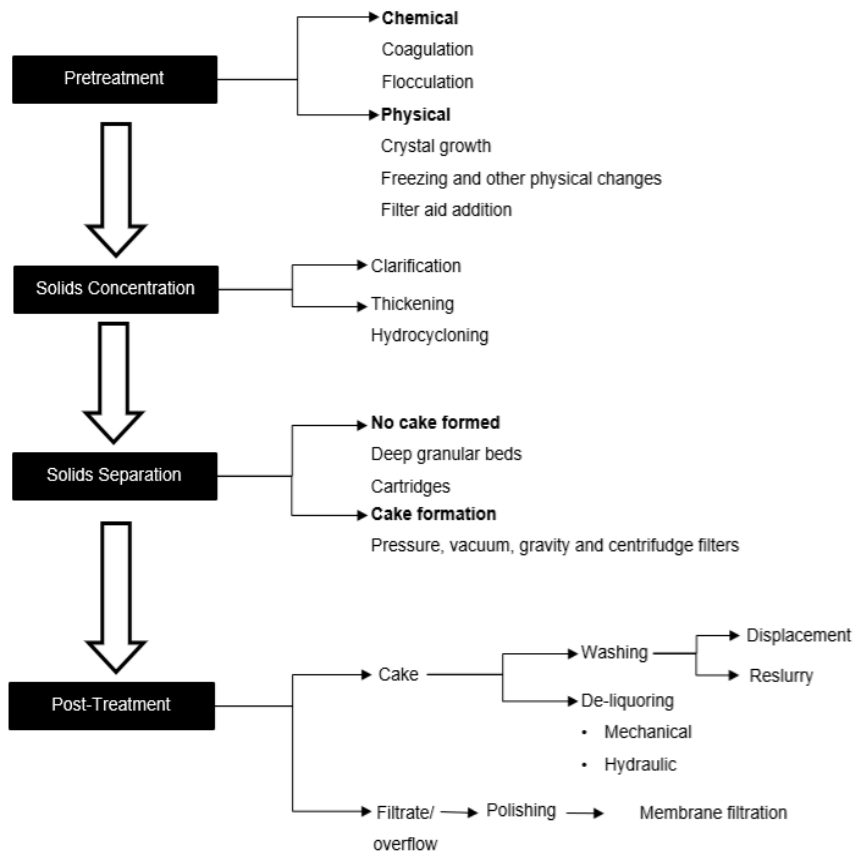 Pretreatment
Chemical
Coagulation
Flocculation
Physical
Crystal growth
Freezing and other physical changes
Filter aid addition
Solids Concentration
Clarification
Thickening
Hydrocycloning
Solids Separation
No cake formed
Deep granular beds
Cartridges
Cake formation
Pressure, vacuum, gravity and centrifudge filters
Post-Treatment
Cake
Washing
Displacement
Reslurry
De-liquoring
• Mechanical
• Hydraulic
Filtrate/
overflow
Polishing
Membrane filtration